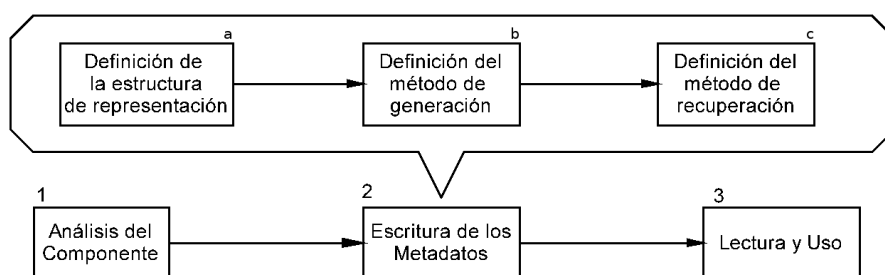 a
Definición de
la estructura
de representación
b
Definición del
método de
generación
c
Definición del
método de
recuperación
1
Análisis del
Componente
2
Escritura de los
Metadatos
3
Lectura y Uso